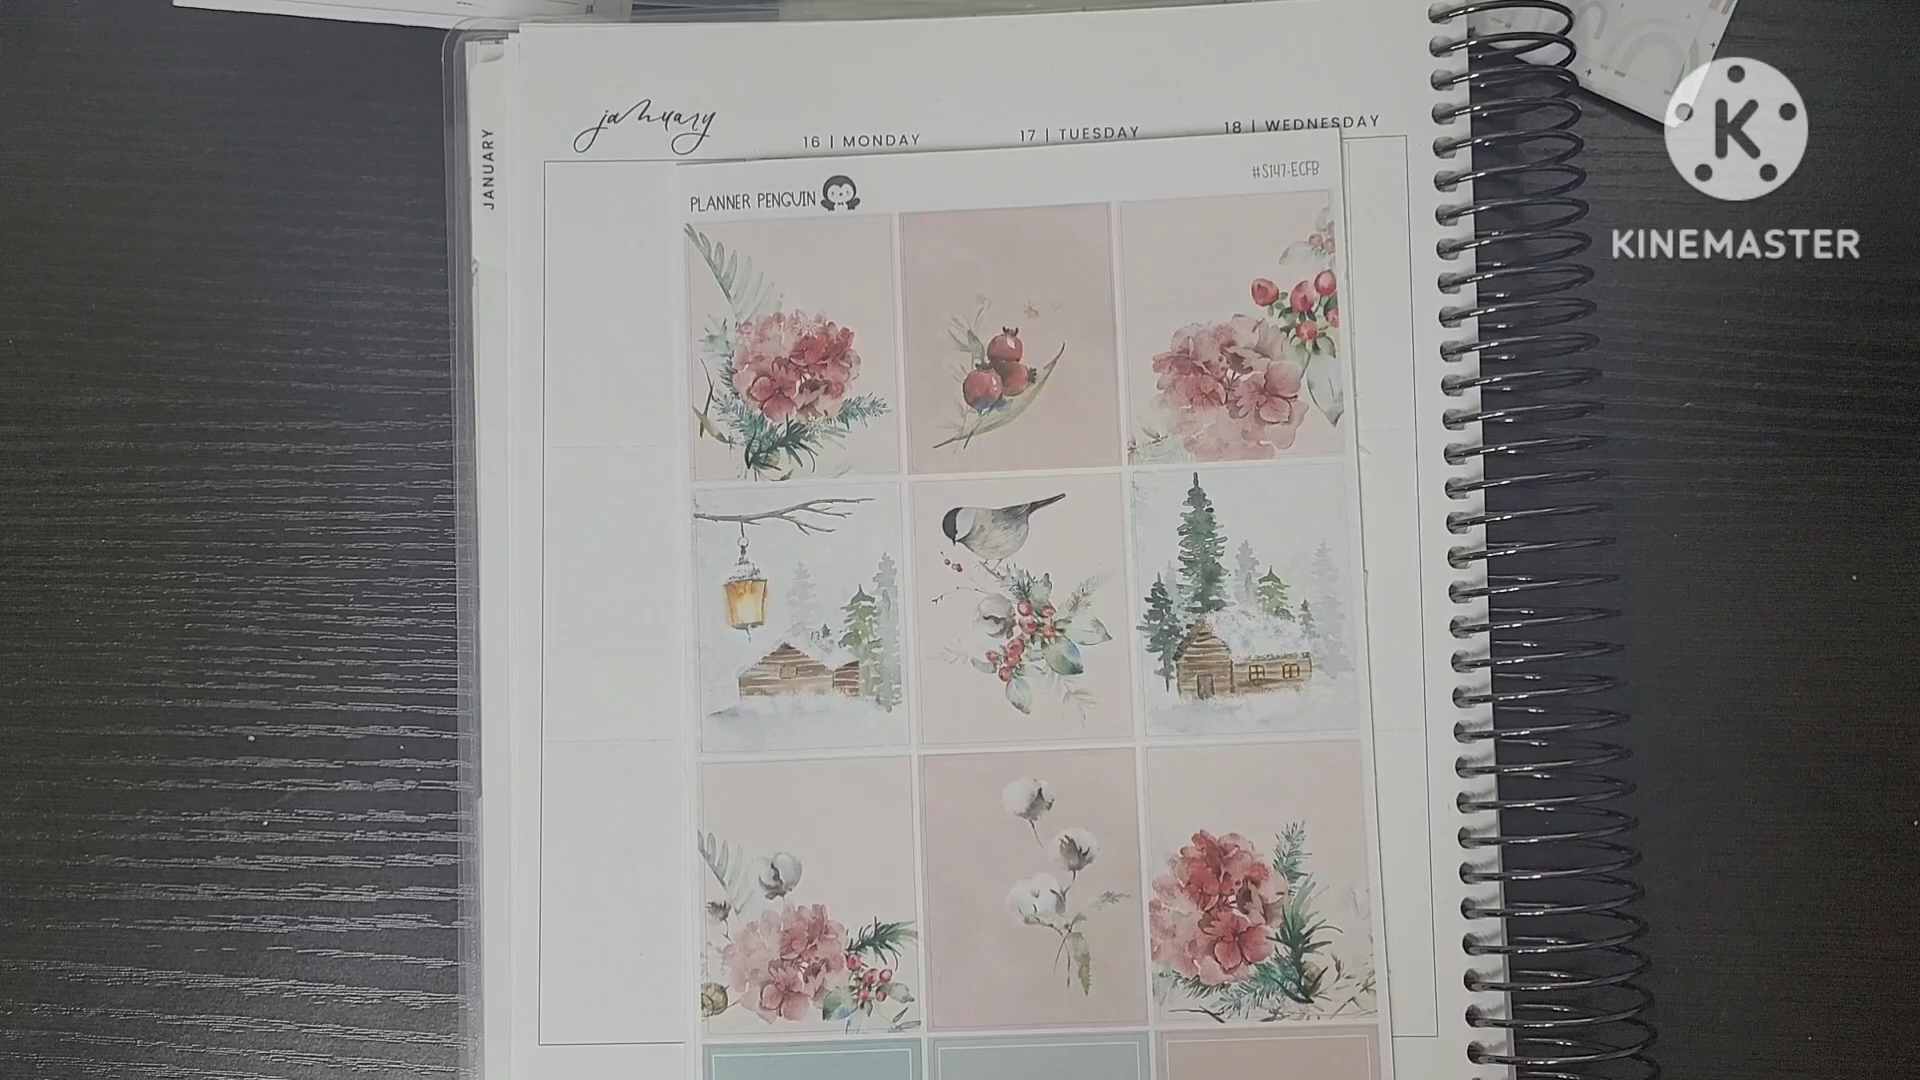 january
JANUARY
16 | MONDAY
17 | TUESDAY
18 | WEDNESDAY
PLANNER PENGUIN
#S147-ECFB
K
KINEMASTER